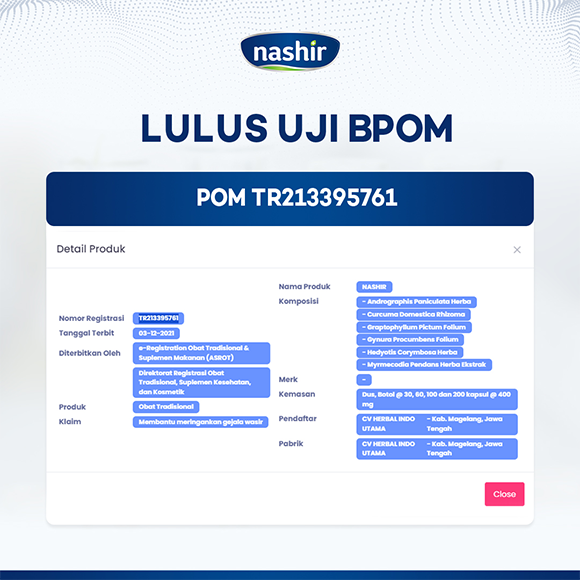 nashir
LULUS UJI BPOM
POM TR213395761
Detail Produk
×
Nomor Registrasi TR213395761
Tanggal Terbit 03-12-2021
Diterbitkan Oleh e-Registration Obat Tradisional &
Suplemen Makanan (ASROT)
Direktorat Registrasi Obat
Tradisional, Suplemen Kesehatan,
dan Kosmetik
Produk Obat Tradisional
Klaim Membantu meringankan gejala wasir
Nama Produk NASHIR
Komposisi - Andrographis Paniculata Herba
- Curcuma Domestica Rhizoma
- Graptophyllum Pictum Folium
- Gynura Procumbens Folium
- Hedyotis Corymbosa Herba
- Myrmecodia Pendans Herba Ekstrak
Merk -
Kemasan Dus, Botol @ 30, 60, 100 dan 200 kapsul @ 400
mg
Pendaftar CV HERBAL INDO - Kab. Magelang, Jawa
UTAMA Tengah
Pabrik CV HERBAL INDO - Kab. Magelang, Jawa
UTAMA Tengah
Close